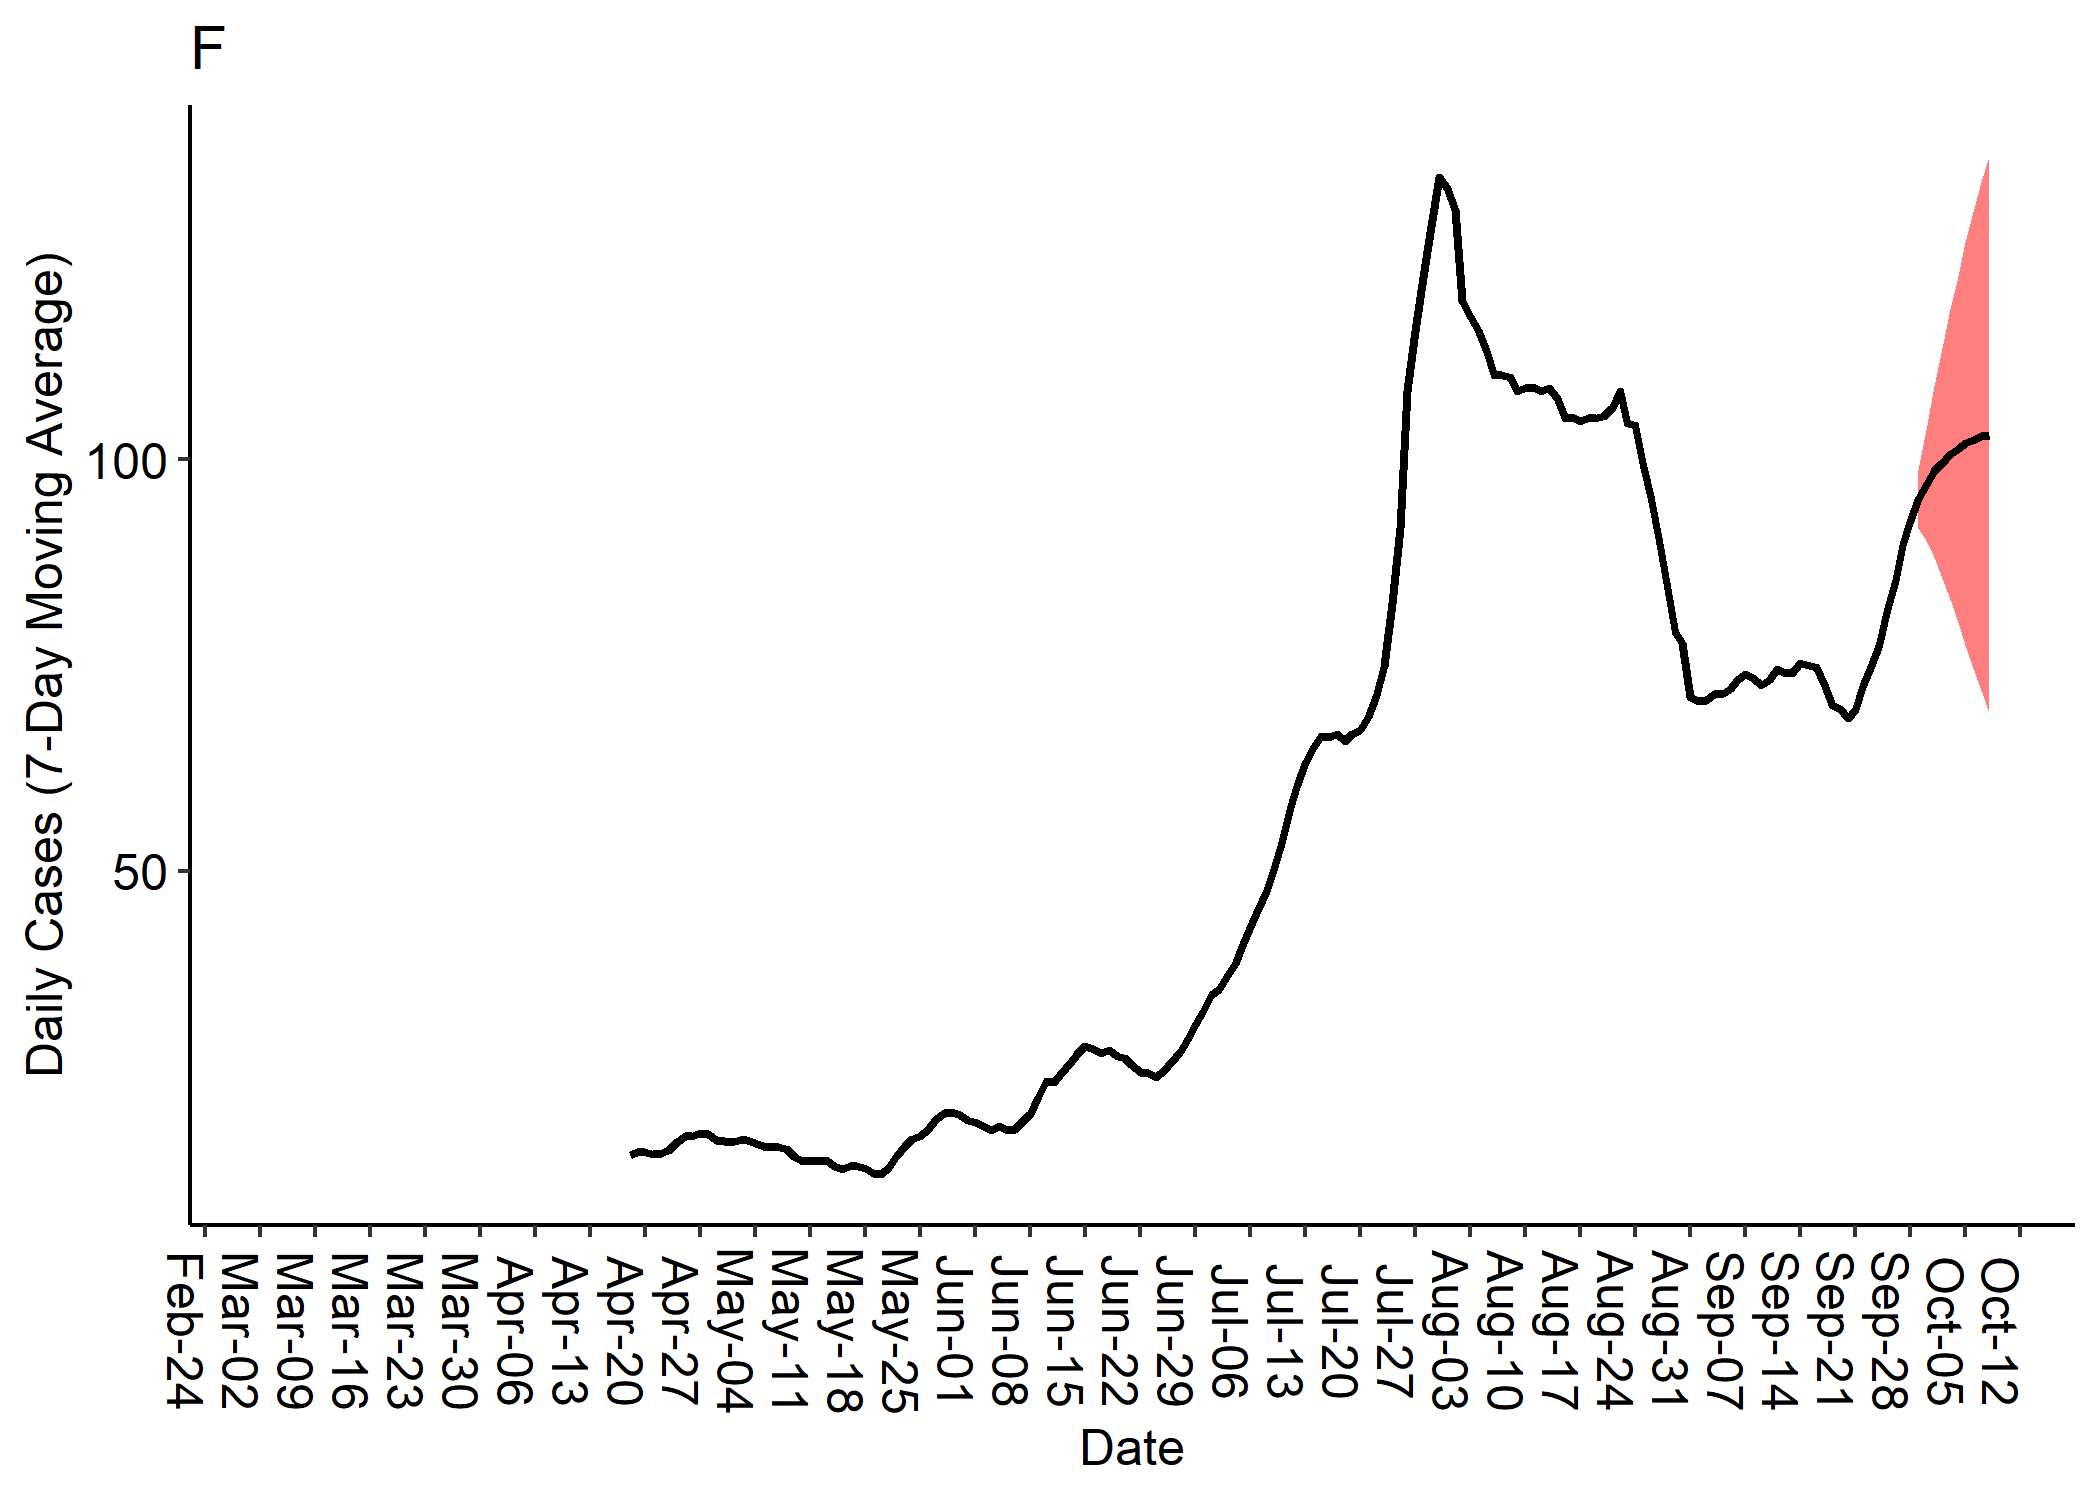 F
Daily Cases (7-Day Moving Average)
100
50
Feb-24
Mar-02
Mar-09
Mar-16
Mar-23
Mar-30
Apr-06
Apr-13
Apr-20
Apr-27
May-04
May-11
May-18
May-25
Jun-01
Jun-08
Jun-15
Jun-22
Jun-29
Jul-06
Jul-13
Jul-20
Jul-27
Aug-03
Aug-10
Aug-17
Aug-24
Aug-31
Sep-07
Sep-14
Sep-21
Sep-28
Oct-05
Oct-12
Date